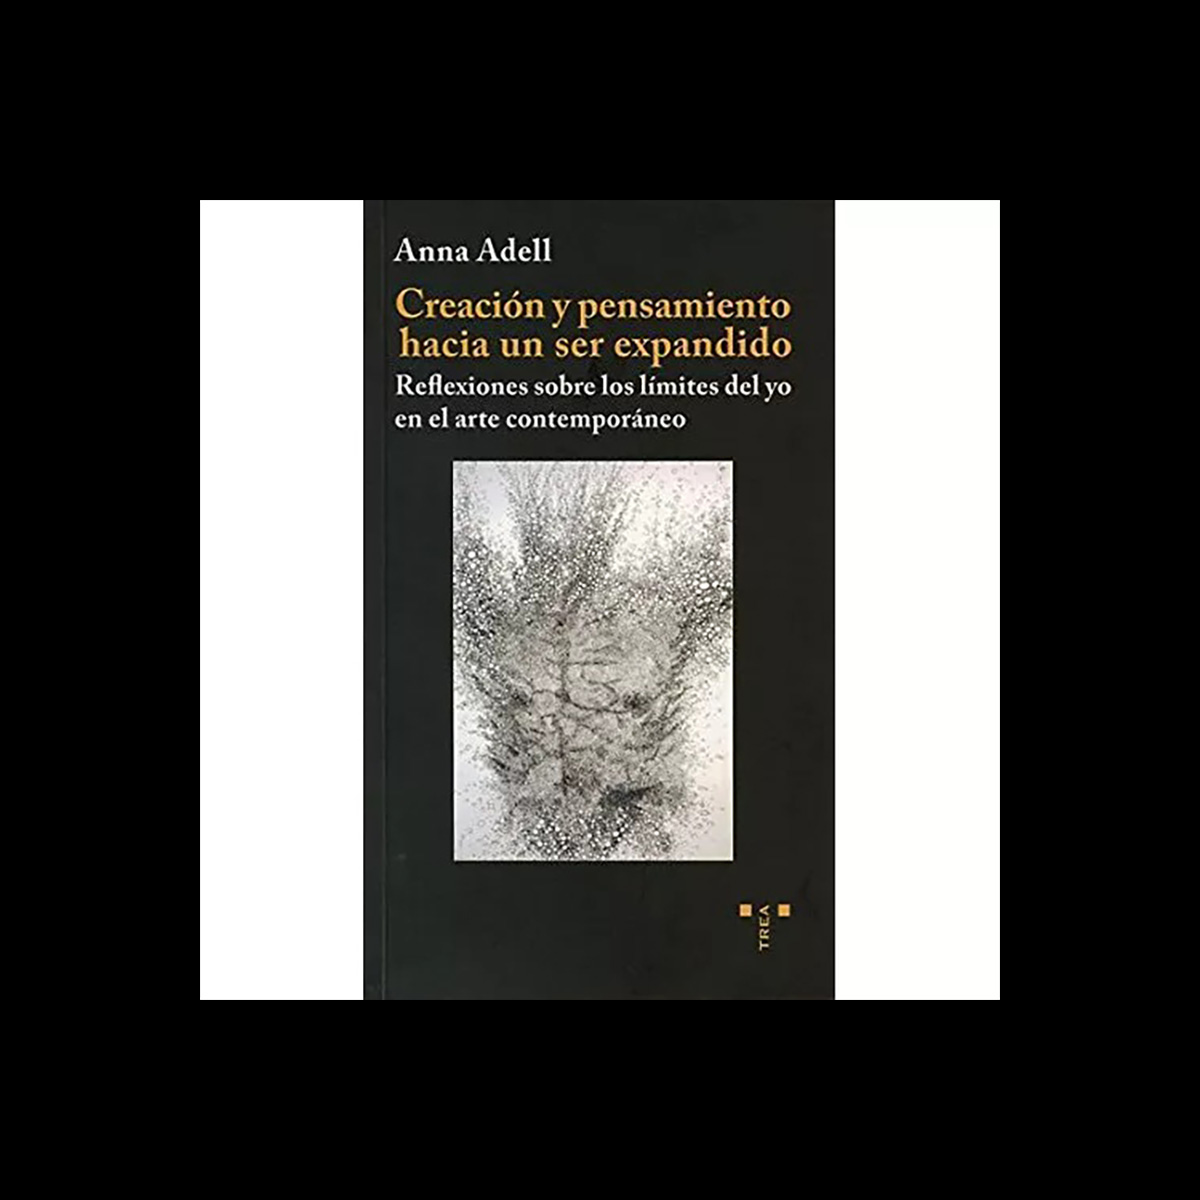 Anna Adell
Creación y pensamiento
hacia un ser expandido
Reflexiones sobre los límites del yo
en el arte contemporáneo
TREA